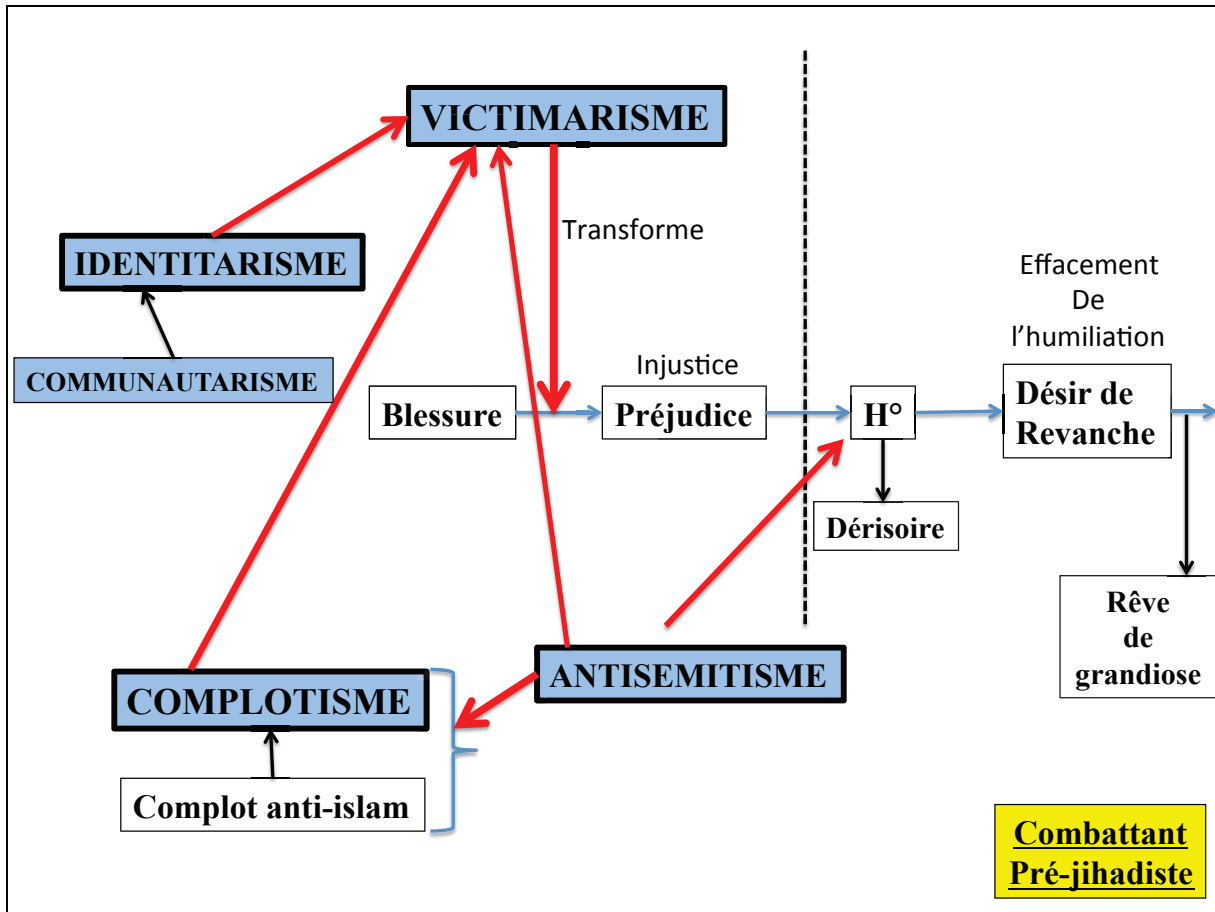 VICTIMARISME
Transforme
IDENTITARISME
COMMUNAUTARISME
Effacement
De
l'humiliation
Injustice
Blessure
Préjudice
H°
Désir de
Revanche
Dérisoire
Rêve
de
grandiose
ANTISEMITISME
COMPLOTISME
Complot anti-islam
Combattant
Pré-jihadiste